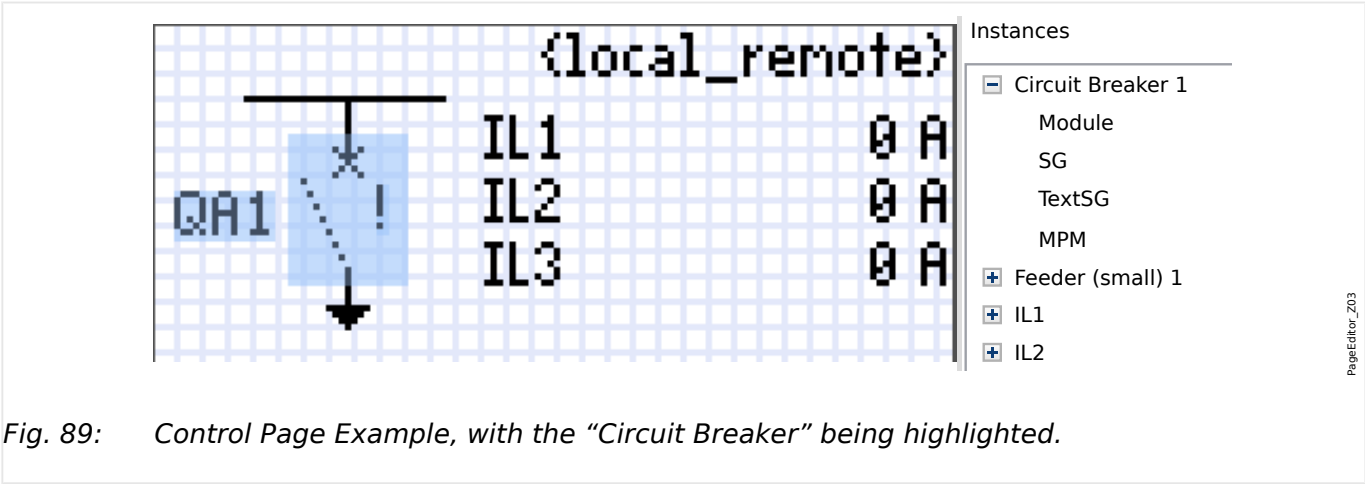 {local_remote}
IL1 0 A
QA1 !
IL2 0 A
IL3 0 A
Instances
Circuit Breaker 1
Module
SG
TextSG
MPM
Feeder (small) 1
IL1
IL2
PageEditor_Z03
Fig. 89: Control Page Example, with the “Circuit Breaker” being highlighted.